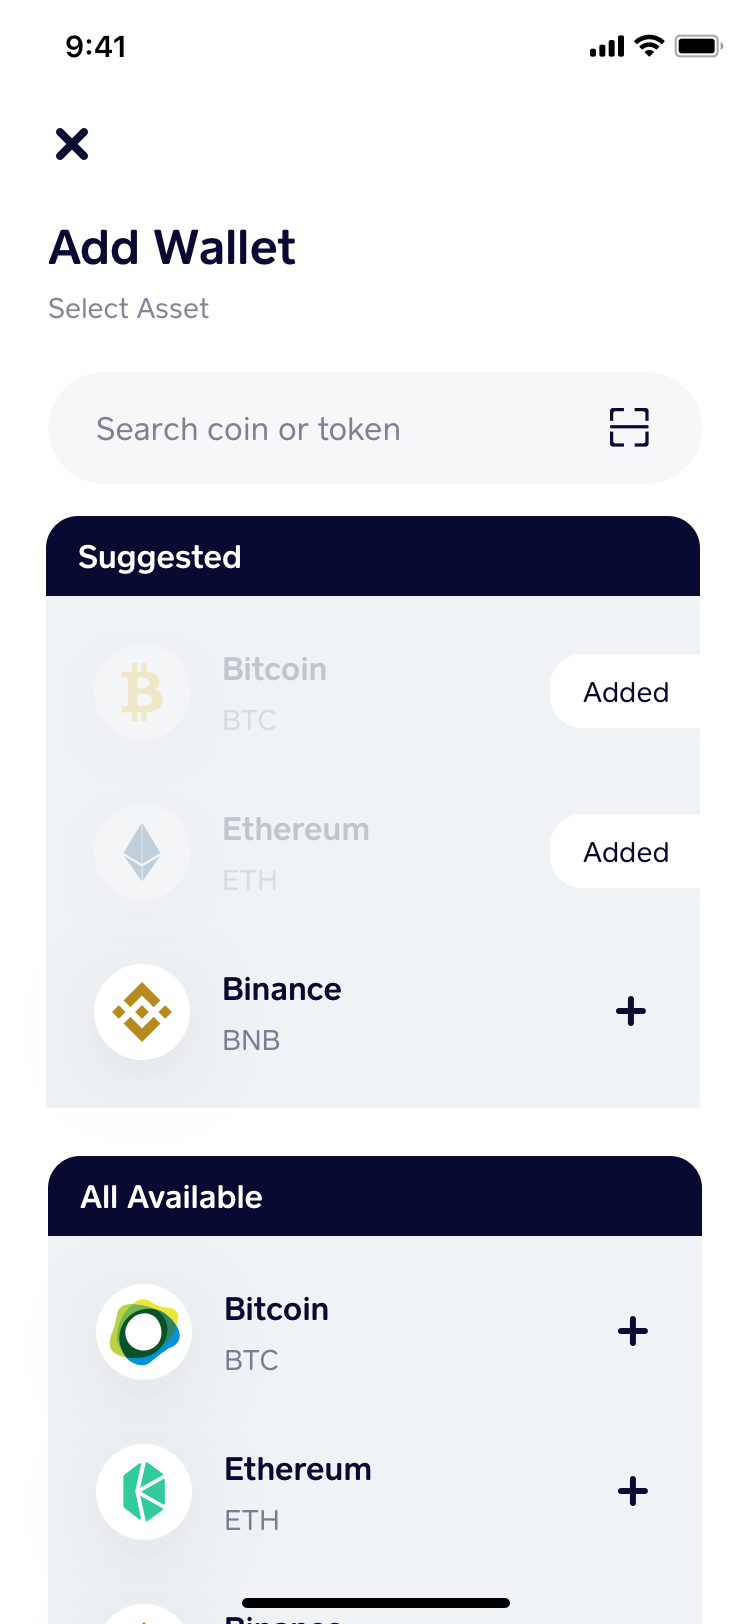 9:41
Add Wallet
Select Asset
Search coin or token
Suggested
Bitcoin
BTC
Added
Ethereum
ETH
Added
Binance
BNB
All Available
Bitcoin
BTC
Ethereum
ETH